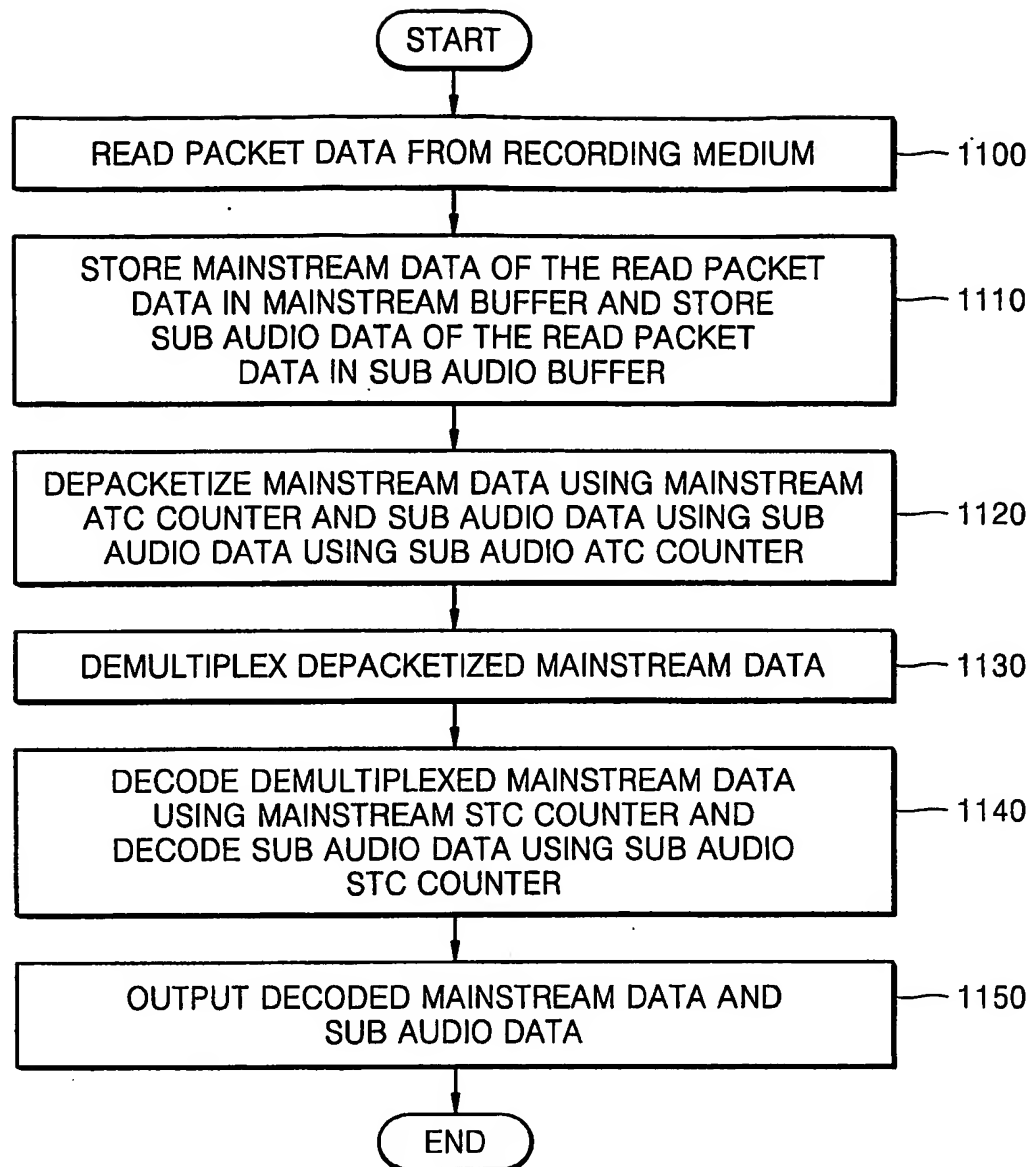 START
READ PACKET DATA FROM RECORDING MEDIUM
1100
STORE MAINSTREAM DATA OF THE READ PACKET
DATA IN MAINSTREAM BUFFER AND STORE
SUB AUDIO DATA OF THE READ PACKET
DATA IN SUB AUDIO BUFFER
1110
DEPACKETIZE MAINSTREAM DATA USING MAINSTREAM
ATC COUNTER AND SUB AUDIO DATA USING SUB
AUDIO DATA USING SUB AUDIO ATC COUNTER
1120
DEMULTIPLEX DEPACKETIZED MAINSTREAM DATA
1130
DECODE DEMULTIPLEXED MAINSTREAM DATA
USING MAINSTREAM STC COUNTER AND
DECODE SUB AUDIO DATA USING SUB AUDIO
STC COUNTER
1140
OUTPUT DECODED MAINSTREAM DATA AND
SUB AUDIO DATA
1150
END